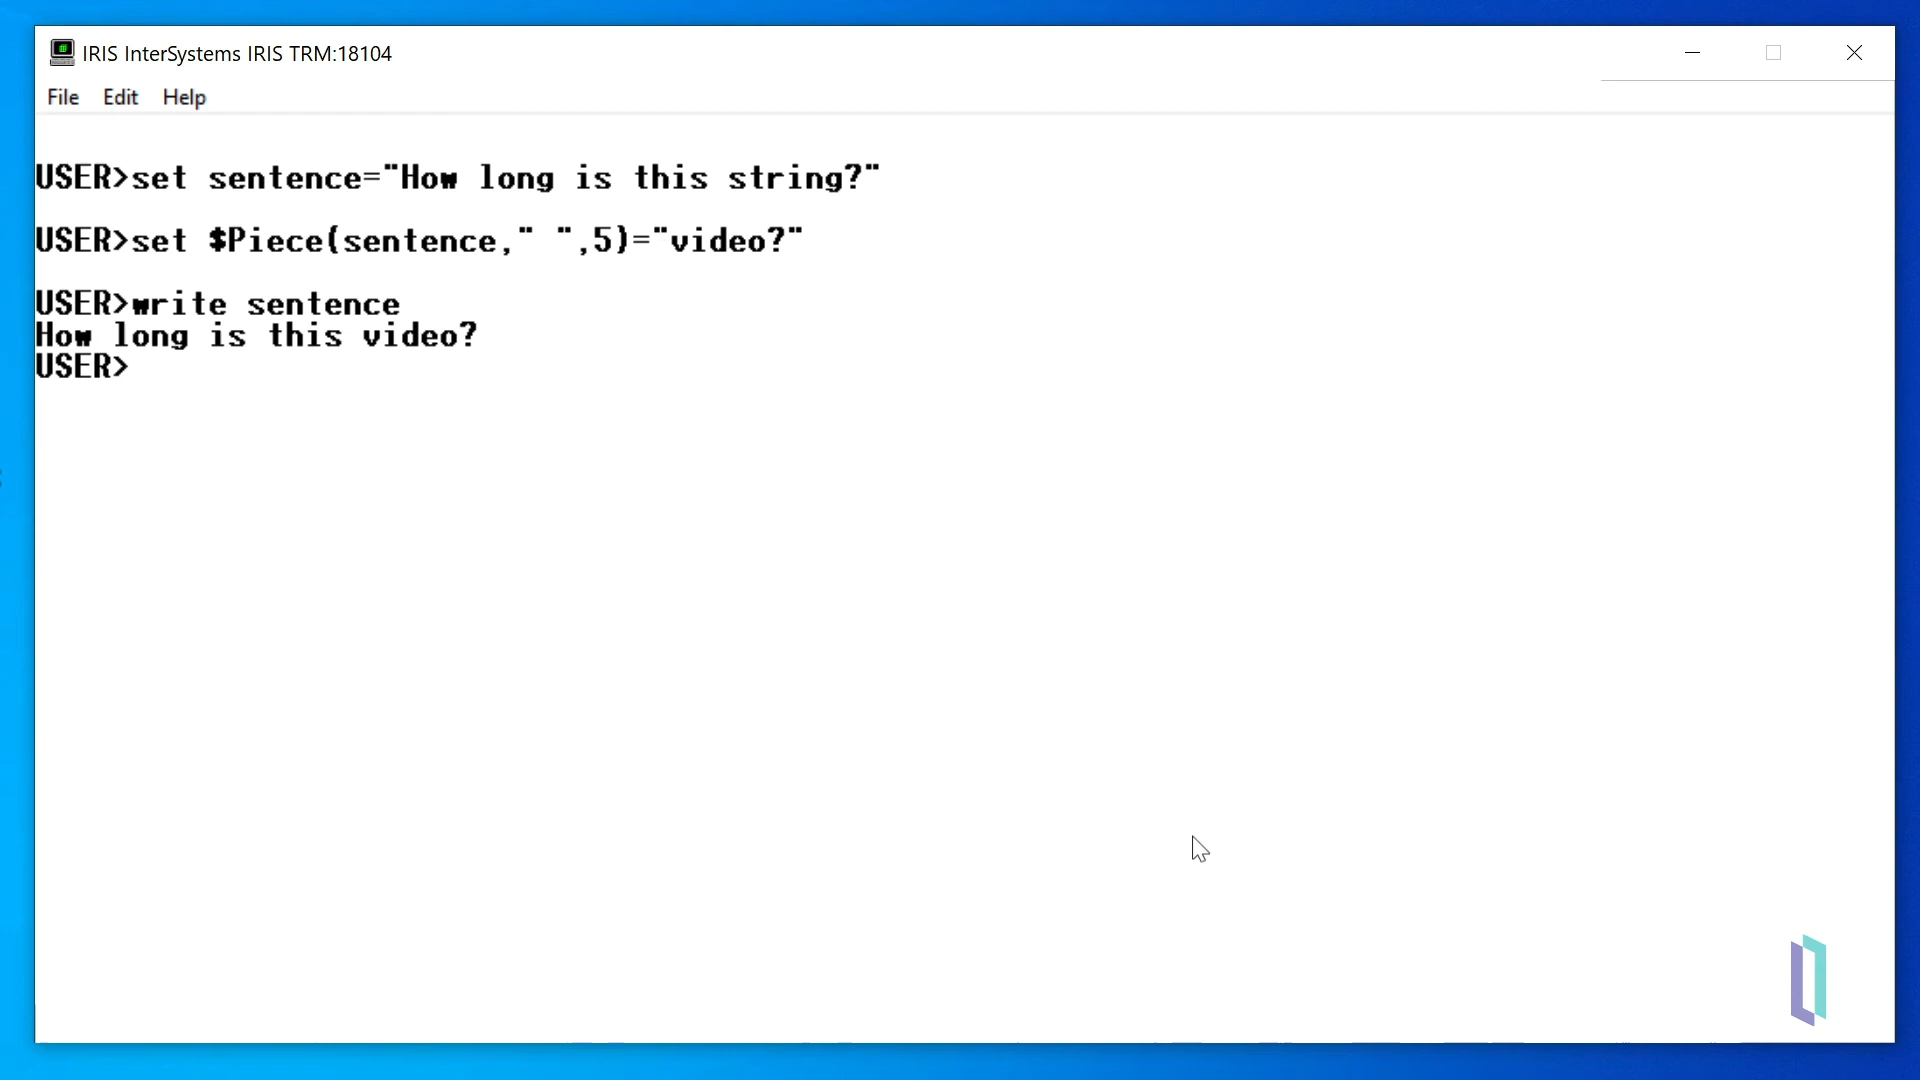 IRIS InterSystems IRIS TRM:18104
File Edit Help
USER>set sentence="How long is this string?"
USER>set $Piece(sentence," ",5)="video?"
USER>write sentence
How long is this video?
USER>